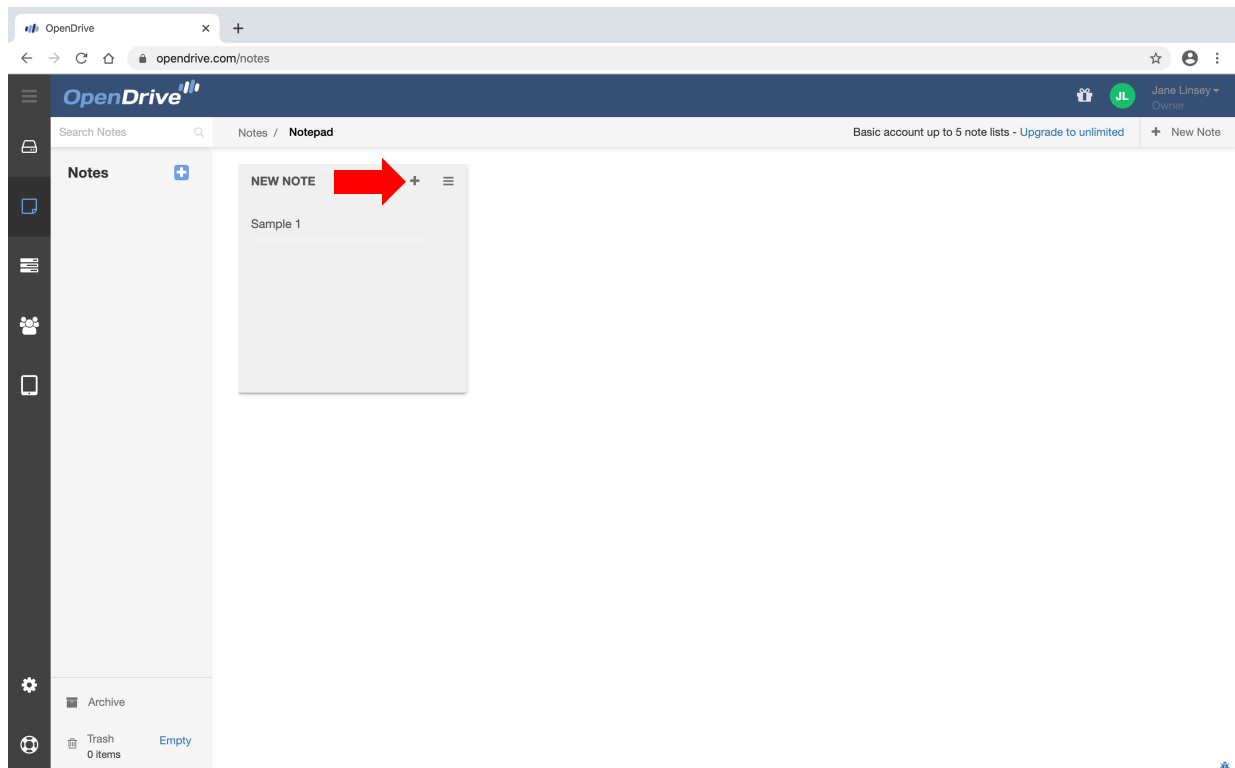 OpenDrive
opendrive.com/notes
OpenDrive
JL
Jane Linsey
Owner
Search Notes
Notes / Notepad
Basic account up to 5 note lists - Upgrade to unlimited
+ New Note
Notes
NEW NOTE
Sample 1
Archive
Trash
Empty
0 items